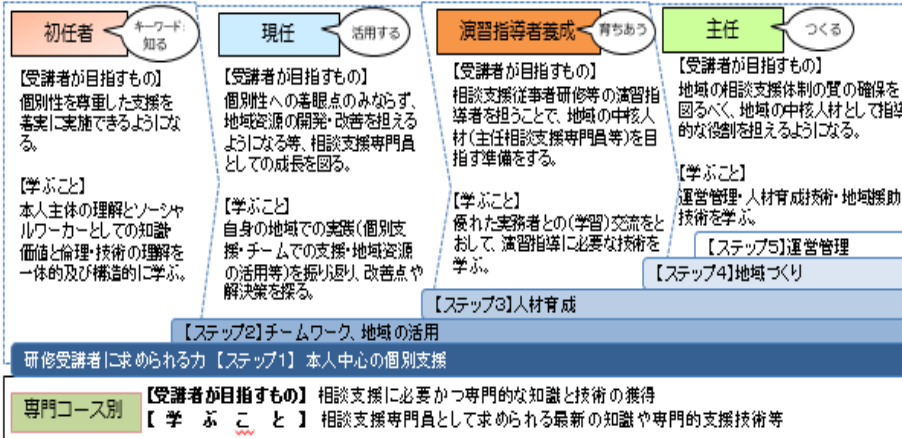 初任者
キーワード:
知る
【受講者が目指すもの】
個別性を尊重した支援を
着実に実施できるようにな
る。
【学ぶこと】
本人主体の理解とソーシャ
ルワーカーとしての知識・
価値と倫理・技術の理解を
一体的及び構造的に学ぶ。
現任
活用する
【受講者が目指すもの】
個別性への着眼点のみならず、
地域資源の開発・改善を担える
ようになる等、相談支援専門員
としての成長を図る。
【学ぶこと】
自身の地域での実践(個別支
援・チームでの支援・地域資源
の活用等)を振り返り、改善点や
解決策を探る。
演習指導者養成
育ちあう
【受講者が目指すもの】
相談支援従事者研修等の演習指
導者を担うことで、地域の中核人
材(主任相談支援専門員等)を目
指す準備をする。
【学ぶこと】
優れた実務者との(学習)交流をと
おして、演習指導に必要な技術を
学ぶ。
主任
つくる
【受講者が目指すもの】
地域の相談支援体制の質の確保を
図るべく、地域の中核人材として指導
的な役割を担えるようになる。
【学ぶこと】
運営管理・人材育成技術・地域援助
技術を学ぶ。
【ステップ5】運営管理
【ステップ4】地域づくり
【ステップ3】人材育成
【ステップ2】チームワーク、地域の活用
研修受講者に求められる力 【ステップ1】 本人中心の個別支援
専門コース別
【受講者が目指すもの】 相談支援に必要かつ専門的な知識と技術の獲得
【 学 ぶ こ と 】 相談支援専門員として求められる最新の知識や専門的支援技術等